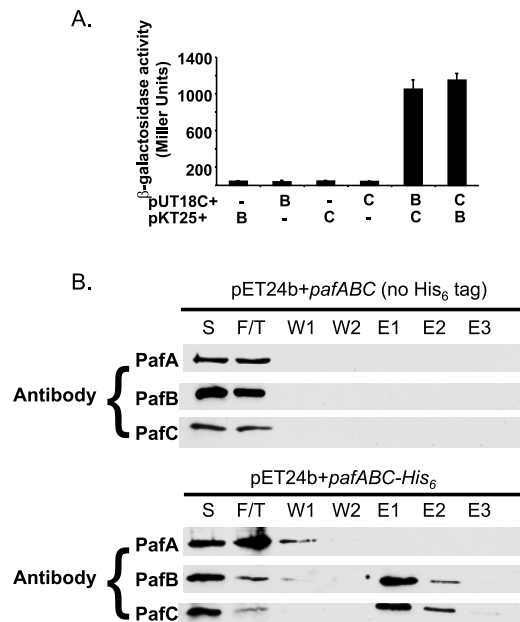 A.
β-galactosidase activity
(Miller Units)
1400
1000
600
200
pUT18C+ - B - C B C
pKT25+ B - C - C B
B.
pET24b+pafABC (no His6 tag)
S F/T W1 W2 E1 E2 E3
Antibody
PafA
PafB
PafC
pET24b+pafABC-His6
S F/T W1 W2 E1 E2 E3
Antibody
PafA
PafB
PafC